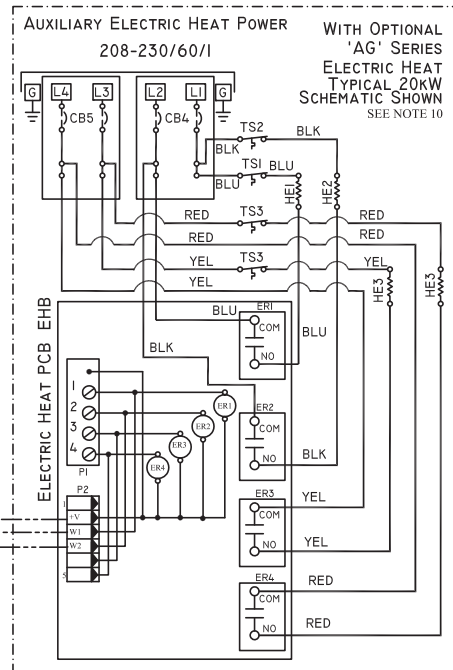 AUXILIARY ELECTRIC HEAT POWER
208-230/60/1
WITH OPTIONAL
'AG' SERIES
ELECTRIC HEAT
TYPICAL 20kW
SCHEMATIC SHOWN
SEE NOTE 10
G L4 L3 L2 L1 G
CB5 CB4
TS2 BLK
BLK
TS1 BLU
BLU
HE1 HE2
RED TS3 RED
RED RED
YEL TS3 YEL
YEL
HE3 HE3
ELECTRIC HEAT PCB EHB
BLU ER1
COM
BLU
NO
BLK
1
2
3
4
P1
ER1
ER2
ER3
ER4
ER2
COM
NO BLK
P2
1
+V
W1
W2
5
ER3 YEL
COM
NO YEL
ER4 RED
COM
NO RED